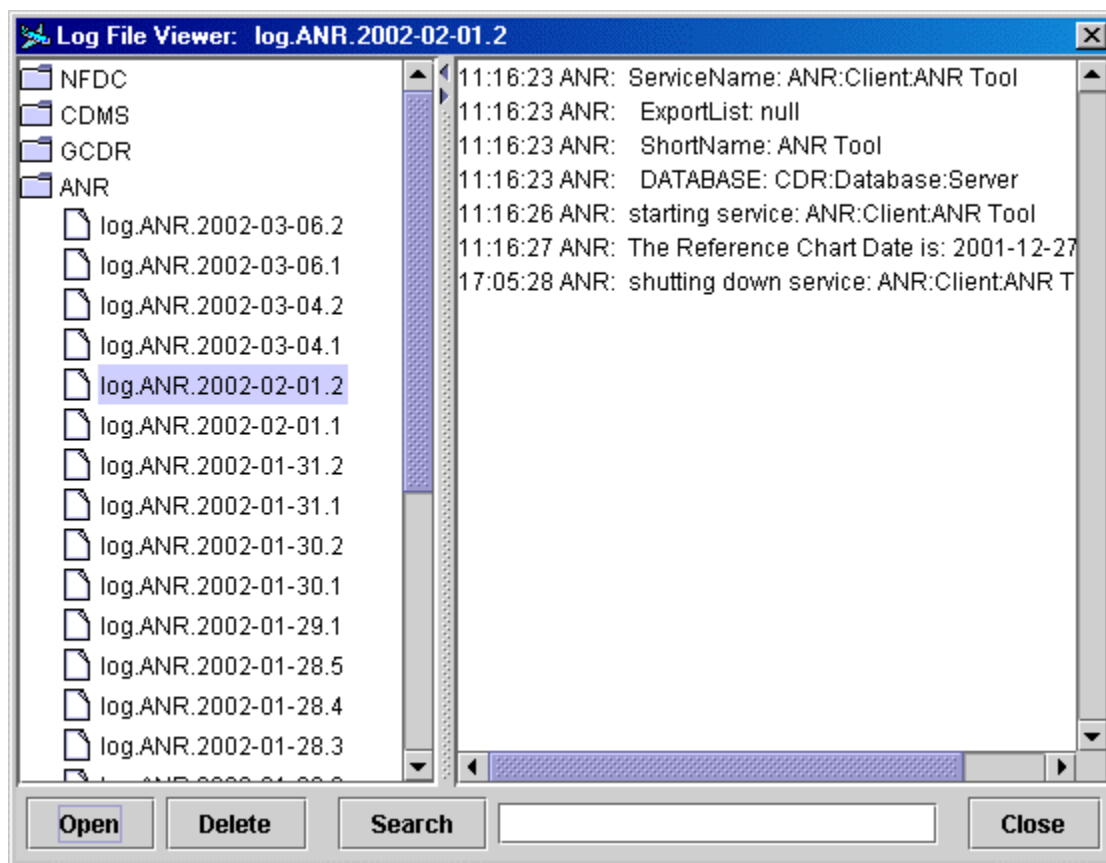 Log File Viewer: log.ANR.2002-02-01.2
NFDC
CDMS
GCDR
ANR
log.ANR.2002-03-06.2
log.ANR.2002-03-06.1
log.ANR.2002-03-04.2
log.ANR.2002-03-04.1
log.ANR.2002-02-01.2
log.ANR.2002-02-01.1
log.ANR.2002-01-31.2
log.ANR.2002-01-31.1
log.ANR.2002-01-30.2
log.ANR.2002-01-30.1
log.ANR.2002-01-29.1
log.ANR.2002-01-28.5
log.ANR.2002-01-28.4
log.ANR.2002-01-28.3
11:16:23 ANR: ServiceName: ANR:Client:ANR Tool
11:16:23 ANR: ExportList: null
11:16:23 ANR: ShortName: ANR Tool
11:16:23 ANR: DATABASE: CDR:Database:Server
11:16:26 ANR: starting service: ANR:Client:ANR Tool
11:16:27 ANR: The Reference Chart Date is: 2001-12-27
17:05:28 ANR: shutting down service: ANR:Client:ANR T
Open Delete Search Close